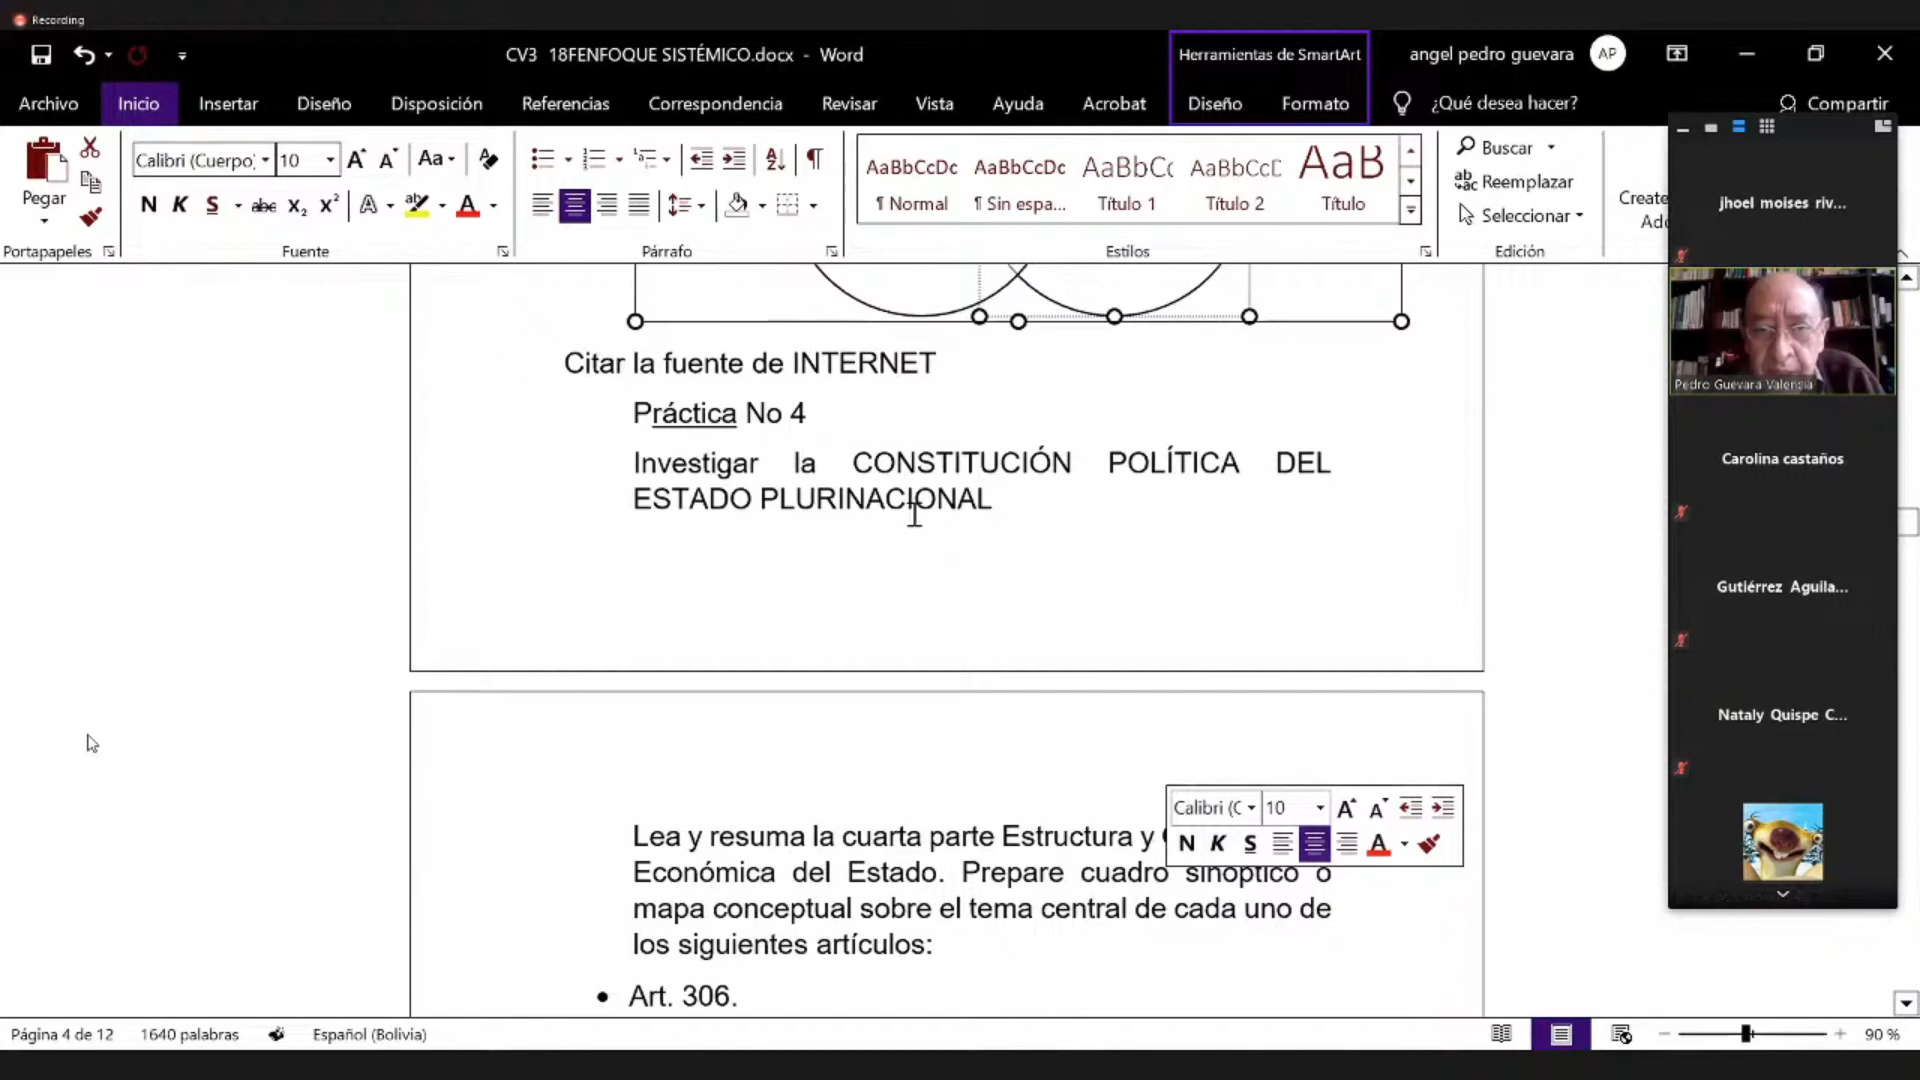 Recording
CV3 18FENFOQUE SISTÉMICO.docx - Word
Herramientas de SmartArt
angel pedro guevara
AP
Archivo
Inicio
Insertar
Diseño
Disposición
Referencias
Correspondencia
Revisar
Vista
Ayuda
Acrobat
Diseño
Formato
¿Qué desea hacer?
Compartir
Pegar
Portapapeles
Calibri (Cuerpo)
10
Aa
N K S abc X₂ X² A A
Fuente
Párrafo
AaBbCcDc
¶ Normal
AaBbCcDc
¶ Sin espa...
AaBbCc
Título 1
AaBbCcD
Título 2
AaB
Título
Estilos
Buscar
Reemplazar
Seleccionar
Edición
Create
Citar la fuente de INTERNET
Práctica No 4
Investigar la CONSTITUCIÓN POLÍTICA DEL
ESTADO PLURINACIONAL
Lea y resuma la cuarta parte Estructura y
Económica del Estado. Prepare cuadro sinóptico o
mapa conceptual sobre el tema central de cada uno de
los siguientes artículos:
• Art. 306.
Calibri (C
10
N K S A
jhoel moises riv...
Pedro Guevara Valensia
Carolina castaños
Gutiérrez Aguila...
Nataly Quispe C...
Página 4 de 12
1640 palabras
Español (Bolivia)
90 %